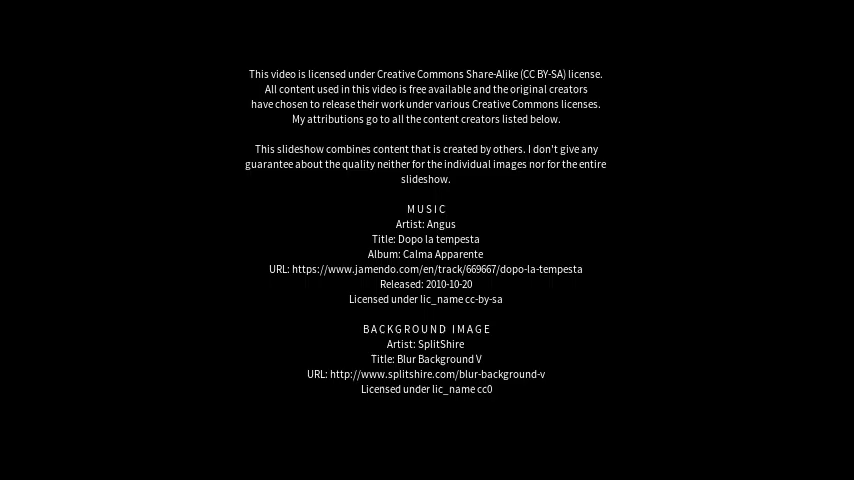 This video is licensed under Creative Commons Share-Alike (CC BY-SA) license.
All content used in this video is free available and the original creators
have chosen to release their work under various Creative Commons licenses.
My attributions go to all the content creators listed below.
This slideshow combines content that is created by others. I don't give any
guarantee about the quality neither for the individual images nor for the entire
slideshow.
MUSIC
Artist: Angus
Title: Dopo la tempesta
Album: Calma Apparente
URL: https://www.jamendo.com/en/track/669667/dopo-la-tempesta
Released: 2010-10-20
Licensed under lic_name cc-by-sa
BACKGROUND IMAGE
Artist: SplitShire
Title: Blur Background V
URL: http://www.splitshire.com/blur-background-v
Licensed under lic_name cc0